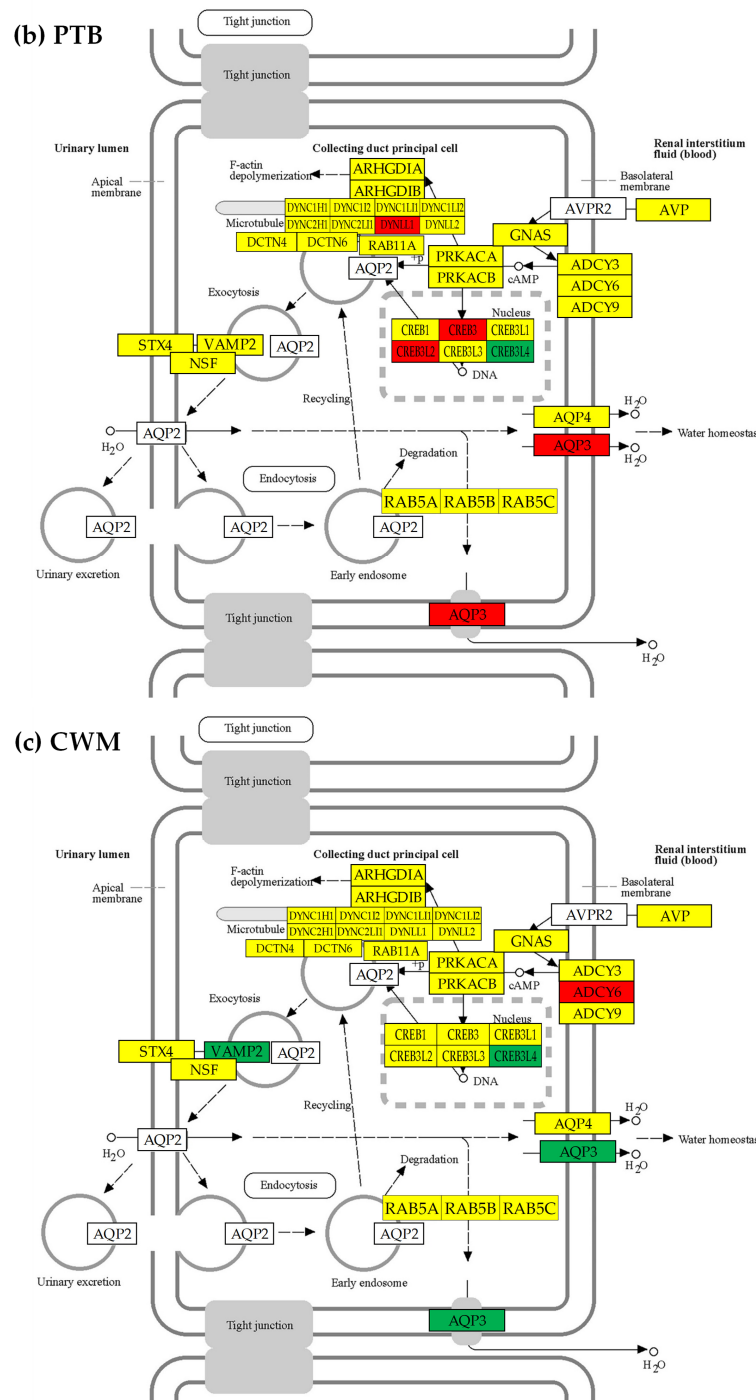 (b) PTB
Tight junction
Tight junction
Urinary lumen
Collecting duct principal cell
Renal interstitium
fluid (blood)
F-actin
depolymerization
ARHGDIA
ARHGDIB
Apical
membrane
Basolateral
membrane
DYNC1H1 DYNC1I2 DYNC1LI1 DYNC1LI2
Microtubule DYNC2H1 DYNC2LI1 DYNLL1 DYNLL2
AVPR2 AVP
DCTN4 DCTN6 RAB11A
GNAS
+p
AQP2
PRKACA
PRKACB
cAMP
ADCY3
ADCY6
ADCY9
Exocytosis
Nucleus
CREB1 CREB3 CREB3L1
CREB3L2 CREB3L3 CREB3L4
DNA
STX4 VAMP2 AQP2
NSF
Recycling
H2O
AQP4
H2O
AQP2
H2O
AQP3
H2O
Water homeostas
Degradation
Endocytosis
RAB5A RAB5B RAB5C
AQP2 AQP2 AQP2
Urinary excretion
Early endosome
Tight junction
AQP3
H2O
(c) CWM
Tight junction
Tight junction
Urinary lumen
Collecting duct principal cell
Renal interstitium
fluid (blood)
F-actin
depolymerization
ARHGDIA
ARHGDIB
Apical
membrane
Basolateral
membrane
DYNC1H1 DYNC1I2 DYNC1LI1 DYNC1LI2
Microtubule DYNC2H1 DYNC2LI1 DYNLL1 DYNLL2
AVPR2 AVP
DCTN4 DCTN6 RAB11A
GNAS
+p
AQP2
PRKACA
PRKACB
cAMP
ADCY3
ADCY6
ADCY9
Exocytosis
Nucleus
CREB1 CREB3 CREB3L1
CREB3L2 CREB3L3 CREB3L4
DNA
STX4 VAMP2 AQP2
NSF
Recycling
H2O
AQP4
H2O
AQP2
H2O
AQP3
H2O
Water homeostas
Degradation
Endocytosis
RAB5A RAB5B RAB5C
AQP2 AQP2 AQP2
Urinary excretion
Early endosome
Tight junction
AQP3
H2O